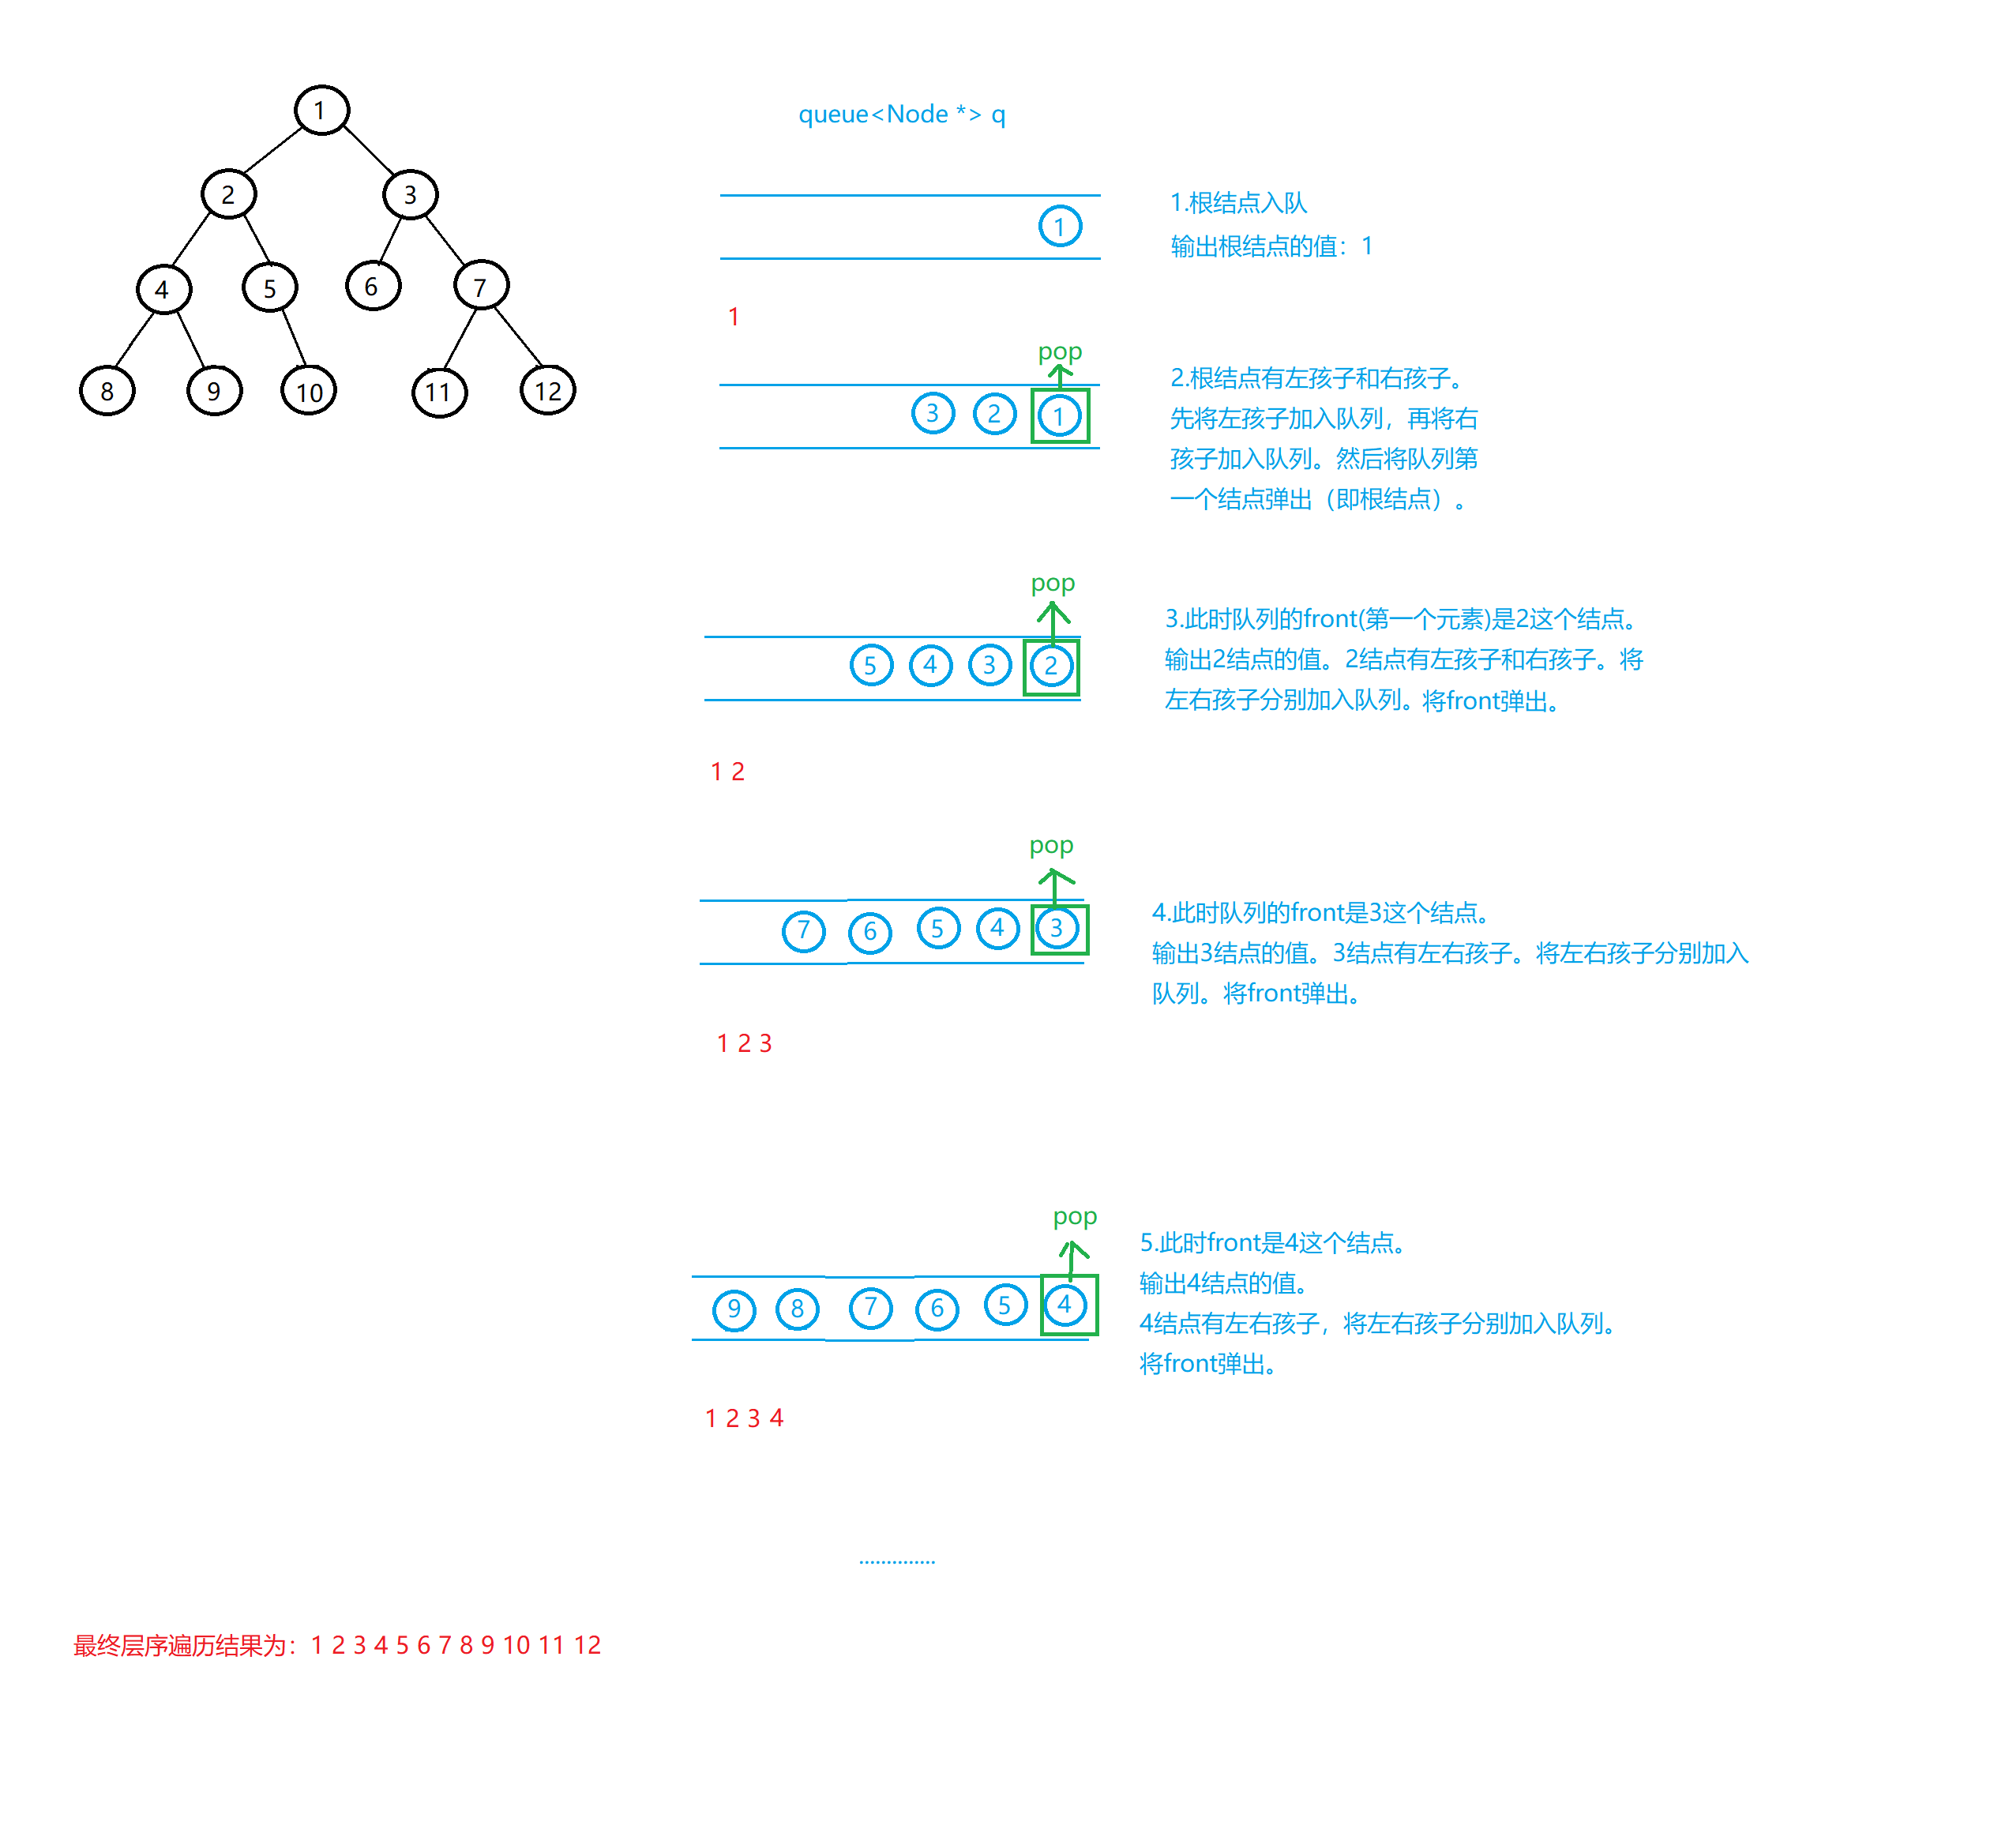 1
2
3
4
5
6
7
8
9
10
11
12
queue<Node *> q
1
1.根结点入队
输出根结点的值：1
1
pop
3 2 1
2.根结点有左孩子和右孩子。
先将左孩子加入队列，再将右
孩子加入队列。然后将队列第
一个结点弹出（即根结点）。
pop
5 4 3 2
3.此时队列的front(第一个元素)是2这个结点。
输出2结点的值。2结点有左孩子和右孩子。将
左右孩子分别加入队列。将front弹出。
1 2
pop
7 6 5 4 3
4.此时队列的front是3这个结点。
输出3结点的值。3结点有左右孩子。将左右孩子分别加入
队列。将front弹出。
1 2 3
pop
9 8 7 6 5 4
5.此时front是4这个结点。
输出4结点的值。
4结点有左右孩子，将左右孩子分别加入队列。
将front弹出。
1 2 3 4
..............
最终层序遍历结果为：1 2 3 4 5 6 7 8 9 10 11 12